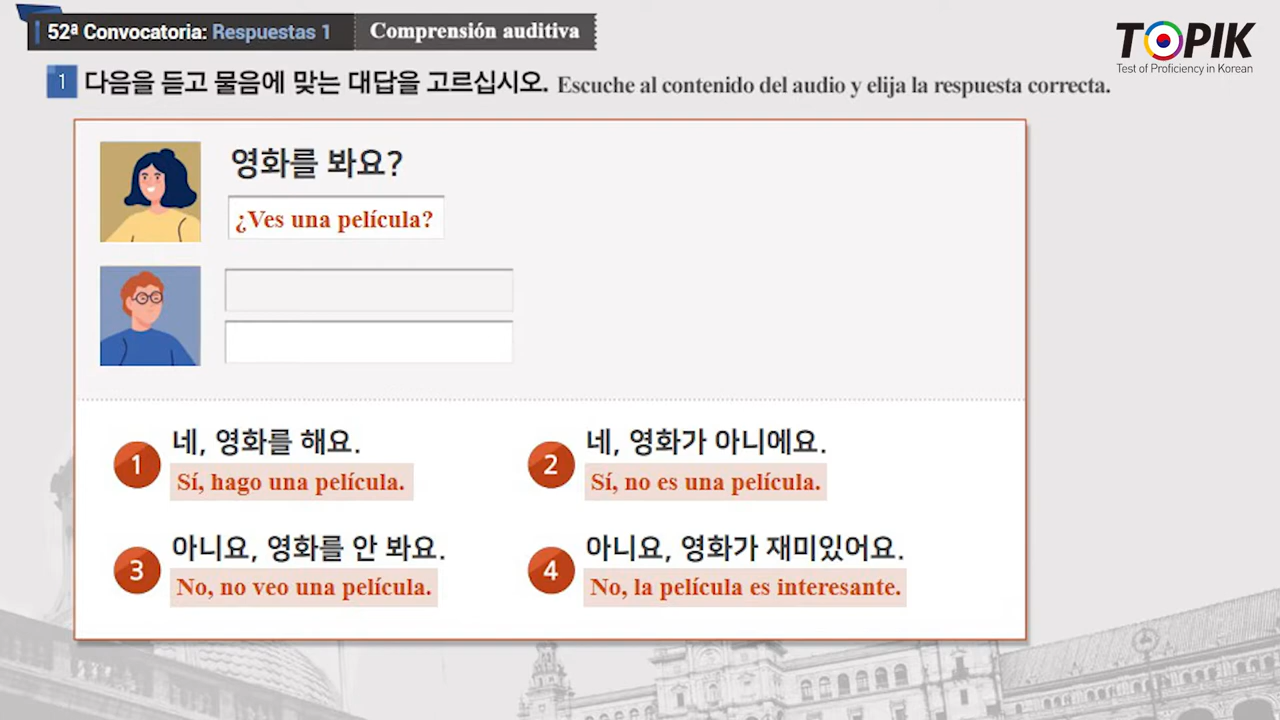 52ª Convocatoria: Respuestas 1
Comprensión auditiva
TOPIK
Test of Proficiency in Korean
1 다음을 듣고 물음에 맞는 대답을 고르십시오. Escuche al contenido del audio y elija la respuesta correcta.
영화를 봐요?
¿Ves una película?
1 네, 영화를 해요.
Sí, hago una película.
2 네, 영화가 아니에요.
Sí, no es una película.
3 아니요, 영화를 안 봐요.
No, no veo una película.
4 아니요, 영화가 재미있어요.
No, la película es interesante.